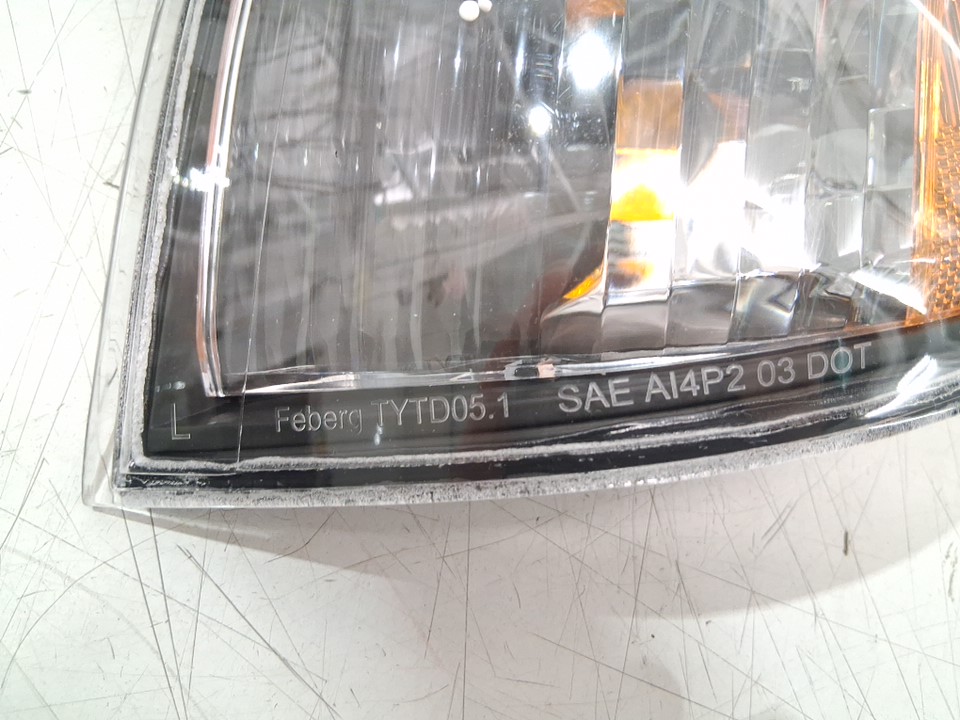 L
Feberg TYTD05.1 SAE AI4P2 03 DOT